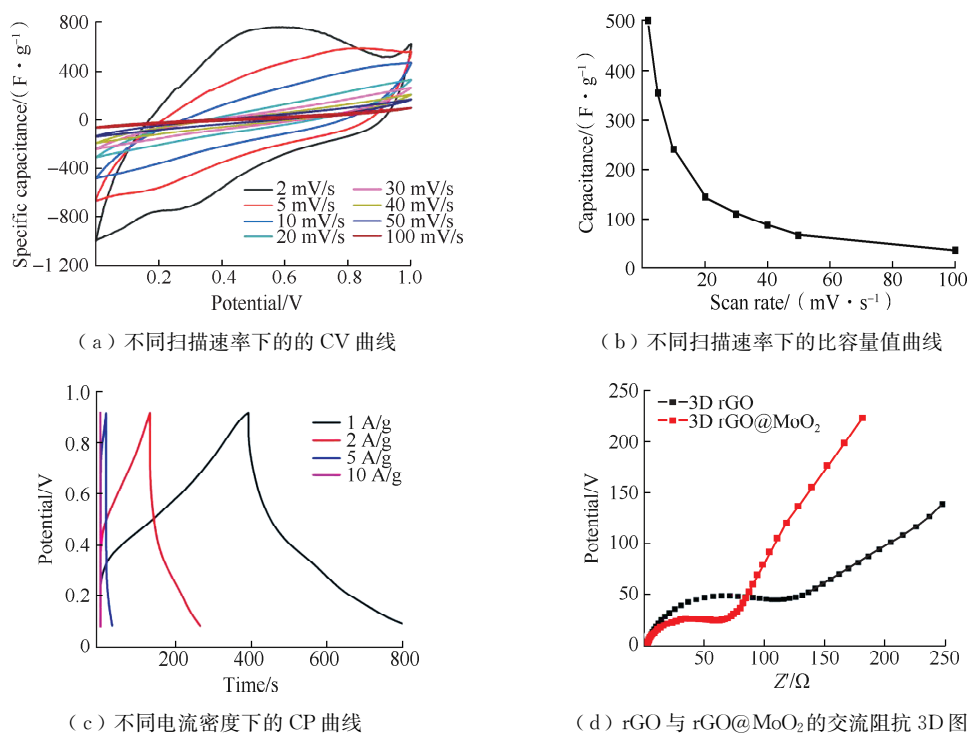 800
400
0
−400
−800
−1 200
Specific capacitance/(F·g⁻¹)
2 mV/s
5 mV/s
10 mV/s
20 mV/s
30 mV/s
40 mV/s
50 mV/s
100 mV/s
0.2 0.4 0.6 0.8 1.0
Potential/V
(a)不同扫描速率下的的 CV 曲线
500
400
300
200
100
0
Capacitance/(F·g⁻¹)
20 40 60 80 100
Scan rate/(mV·s⁻¹)
(b)不同扫描速率下的比容量值曲线
1.0
0.8
0.6
0.4
0.2
0
Potential/V
1 A/g
2 A/g
5 A/g
10 A/g
200 400 600 800
Time/s
(c)不同电流密度下的 CP 曲线
250
200
150
100
50
0
Potential/V
3D rGO
3D rGO@MoO₂
50 100 150 200 250
Z′/Ω
(d)rGO 与 rGO@MoO₂的交流阻抗 3D 图